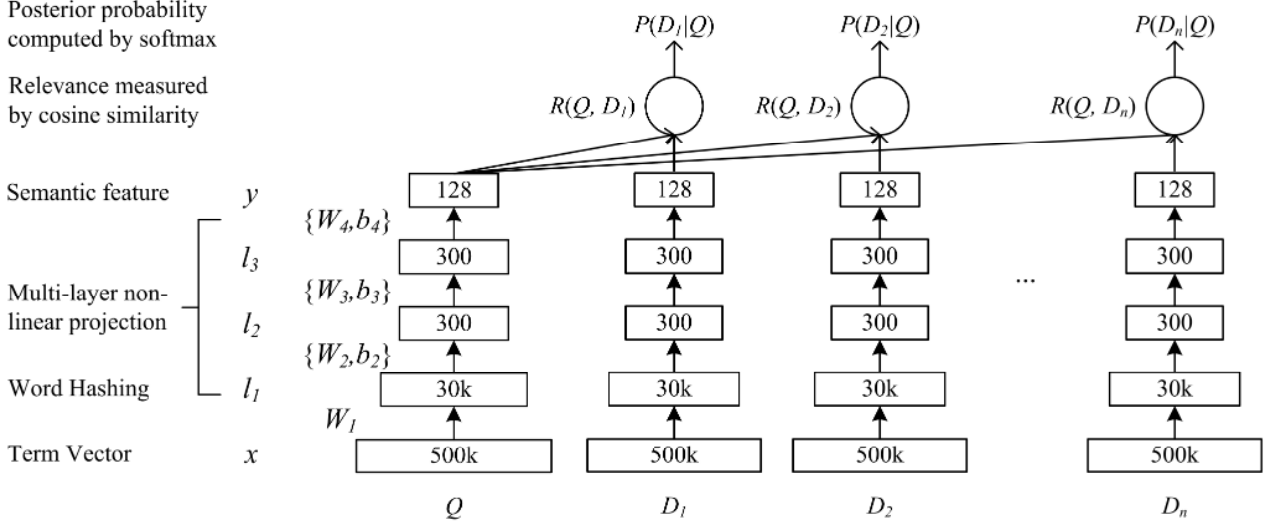 Posterior probability
computed by softmax
P(D₁|Q) P(D₂|Q) P(Dₙ|Q)
Relevance measured
by cosine similarity
R(Q, D₁) R(Q, D₂) R(Q, Dₙ)
Semantic feature y 128 128 128 128
{W₄,b₄}
l₃ 300 300 300 300
{W₃,b₃} ...
Multi-layer non-
linear projection
l₂ 300 300 300 300
{W₂,b₂}
Word Hashing l₁ 30k 30k 30k 30k
W₁
Term Vector x 500k 500k 500k 500k
Q D₁ D₂ Dₙ